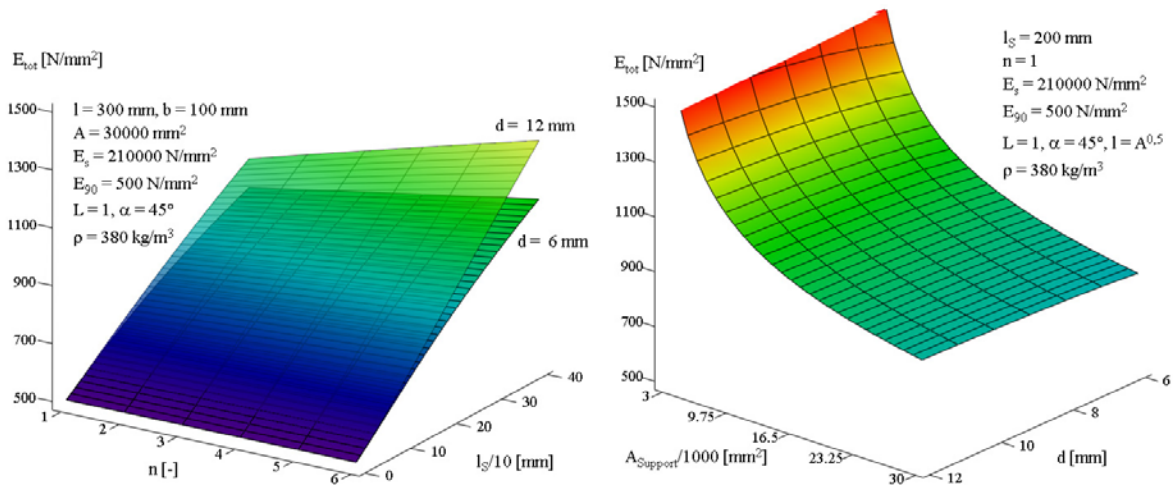 E_tot [N/mm²]
1500
1300
1100
900
700
500
l = 300 mm, b = 100 mm
A = 30000 mm²
E_s = 210000 N/mm²
E_90 = 500 N/mm²
L = 1, α = 45°
ρ = 380 kg/m³
d = 12 mm
d = 6 mm
1
2
3
4
5
6
n [-]
0
10
20
30
40
l_S/10 [mm]
E_tot [N/mm²]
1500
1300
1100
900
700
500
l_S = 200 mm
n = 1
E_s = 210000 N/mm²
E_90 = 500 N/mm²
L = 1, α = 45°, l = A^0,5
ρ = 380 kg/m³
3
9.75
16.5
23.25
30
A_Support/1000 [mm²]
12
10
8
6
d [mm]